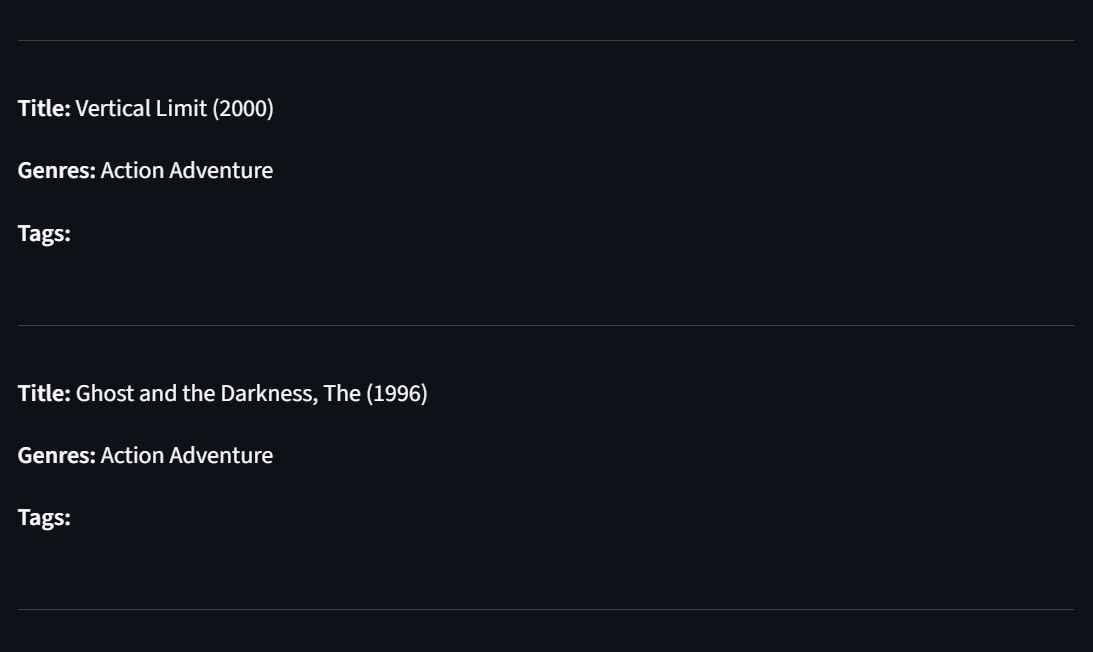 Title: Vertical Limit (2000)
Genres: Action Adventure
Tags:
Title: Ghost and the Darkness, The (1996)
Genres: Action Adventure
Tags: